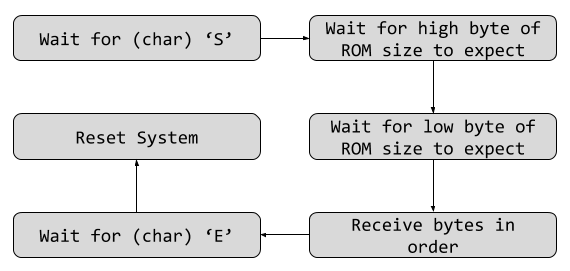 Wait for (char) ‘S’
Wait for high byte of
ROM size to expect
Wait for low byte of
ROM size to expect
Receive bytes in
order
Wait for (char) ‘E’
Reset System